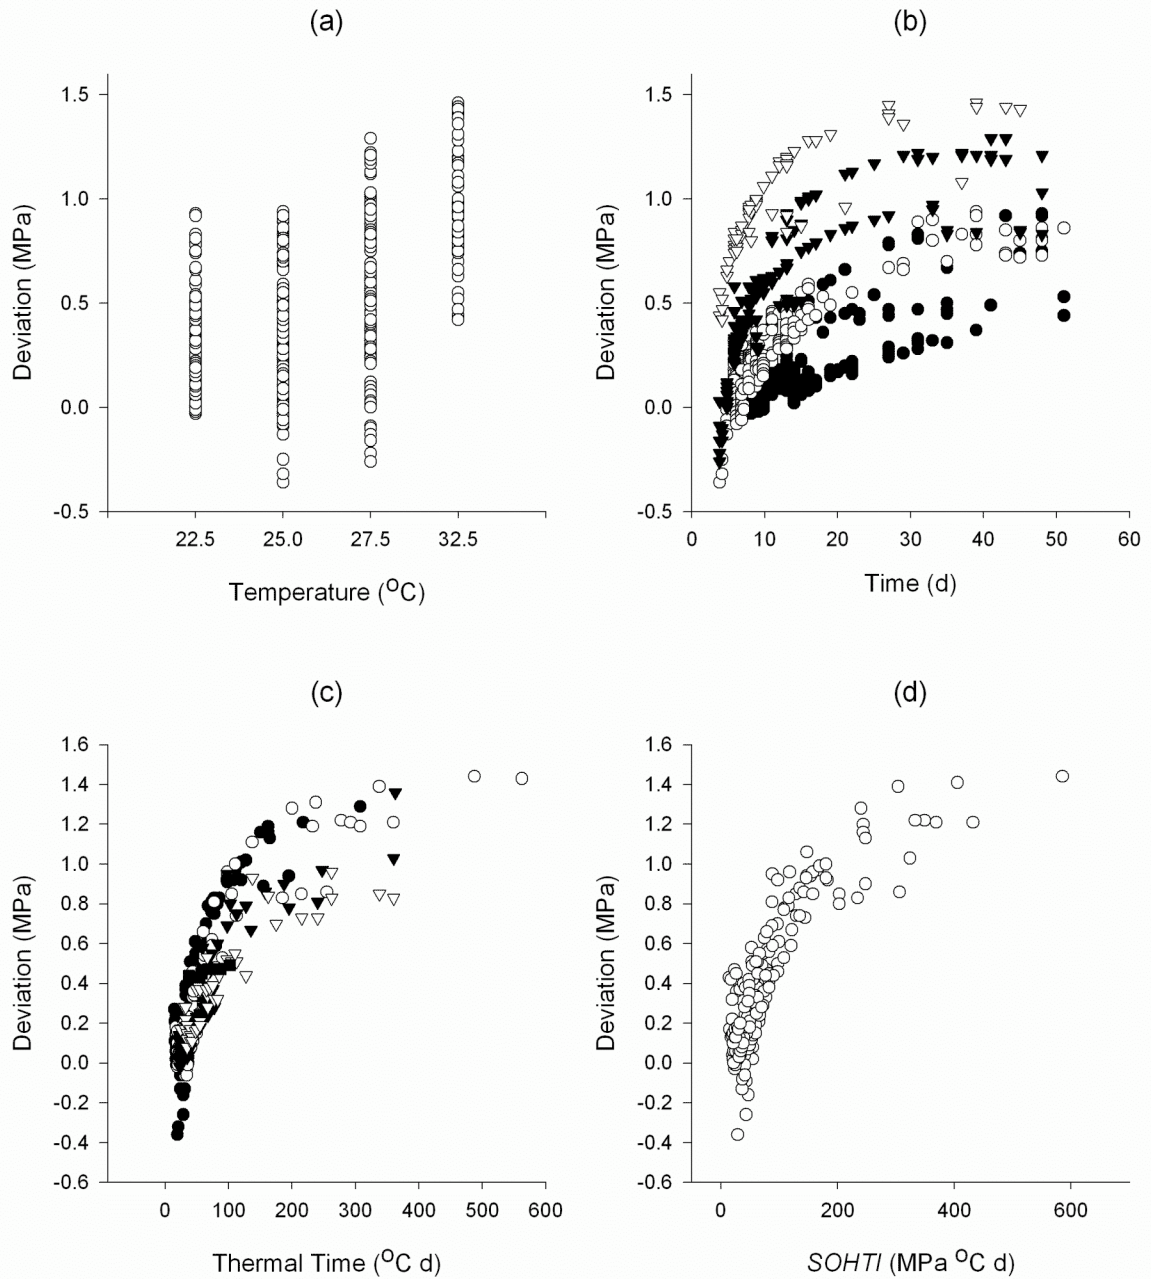 (a) (b)
Deviation (MPa)
1.5
1.0
0.5
0.0
-0.5
22.5 25.0 27.5 32.5
Temperature (ºC)
Deviation (MPa)
1.5
1.0
0.5
0.0
-0.5
0 10 20 30 40 50 60
Time (d)
(c) (d)
Deviation (MPa)
1.6
1.4
1.2
1.0
0.8
0.6
0.4
0.2
0.0
-0.2
-0.4
-0.6
0 100 200 300 400 500 600
Thermal Time (ºC d)
Deviation (MPa)
1.6
1.4
1.2
1.0
0.8
0.6
0.4
0.2
0.0
-0.2
-0.4
-0.6
0 200 400 600
SOHTI (MPa ºC d)